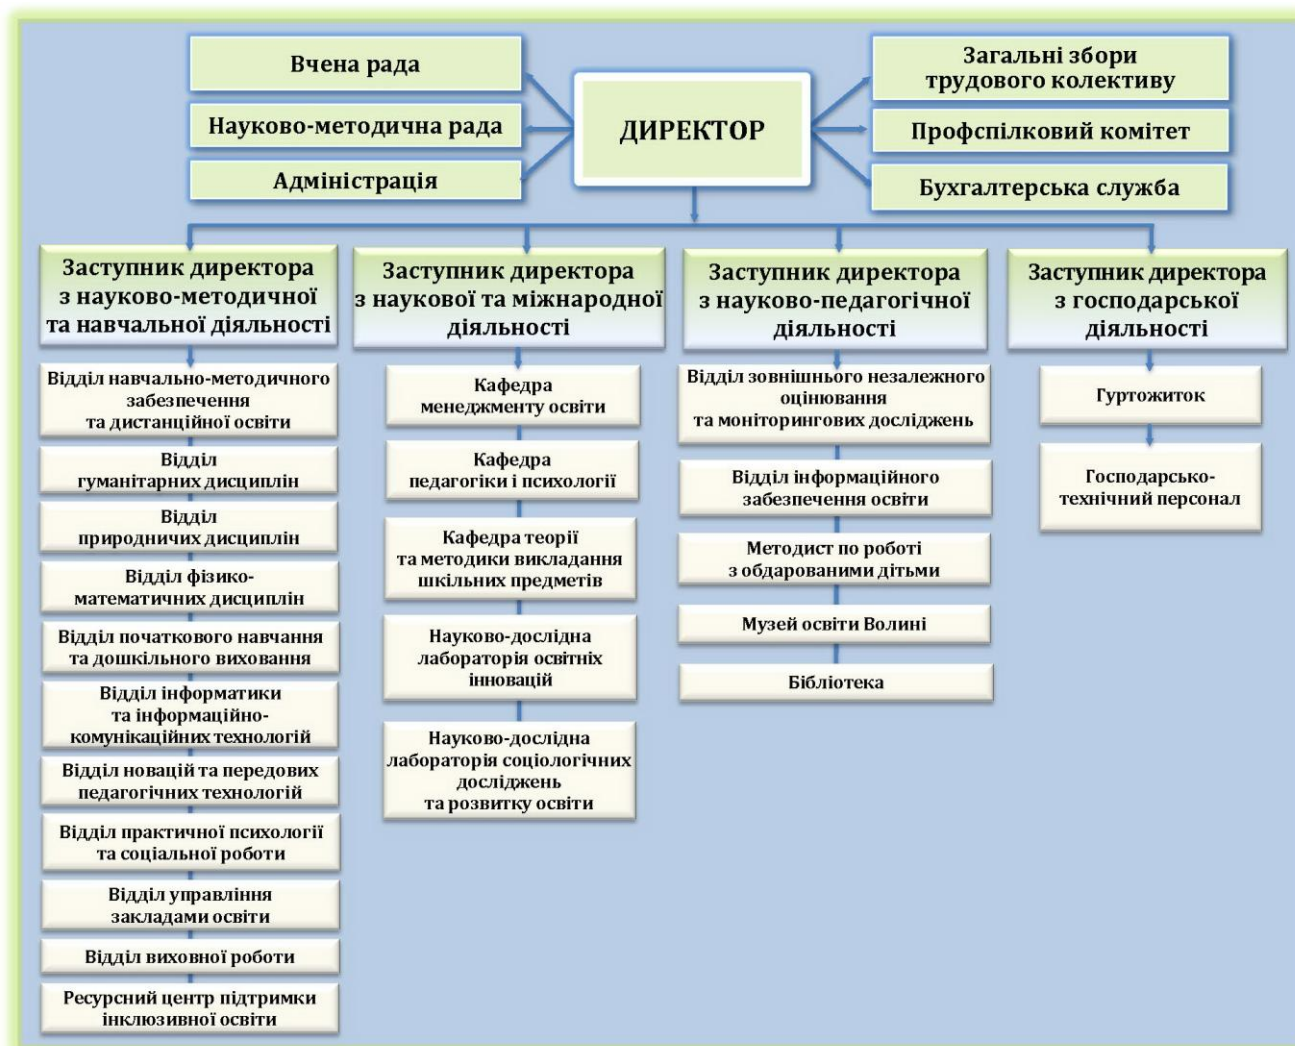 Вчена рада
Науково-методична рада
Адміністрація
ДИРЕКТОР
Загальні збори
трудового колективу
Профспілковий комітет
Бухгалтерська служба
Заступник директора
з науково-методичної
та навчальної діяльності
Відділ навчально-методичного
забезпечення
та дистанційної освіти
Відділ
гуманітарних дисциплін
Відділ
природничих дисциплін
Відділ фізико-
математичних дисциплін
Відділ початкового навчання
та дошкільного виховання
Відділ інформатики
та інформаційно-
комунікаційних технологій
Відділ новацій та передових
педагогічних технологій
Відділ практичної психології
та соціальної роботи
Відділ управління
закладами освіти
Відділ виховної роботи
Ресурсний центр підтримки
інклюзивної освіти
Заступник директора
з наукової та міжнародної
діяльності
Кафедра
менеджменту освіти
Кафедра
педагогіки і психології
Кафедра теорії
та методики викладання
шкільних предметів
Науково-дослідна
лабораторія освітніх
інновацій
Науково-дослідна
лабораторія соціологічних
досліджень
та розвитку освіти
Заступник директора
з науково-педагогічної
діяльності
Відділ зовнішнього незалежного
оцінювання
та моніторингових досліджень
Відділ інформаційного
забезпечення освіти
Методист по роботі
з обдарованими дітьми
Музей освіти Волині
Бібліотека
Заступник директора
з господарської
діяльності
Гуртожиток
Господарсько-
технічний персонал